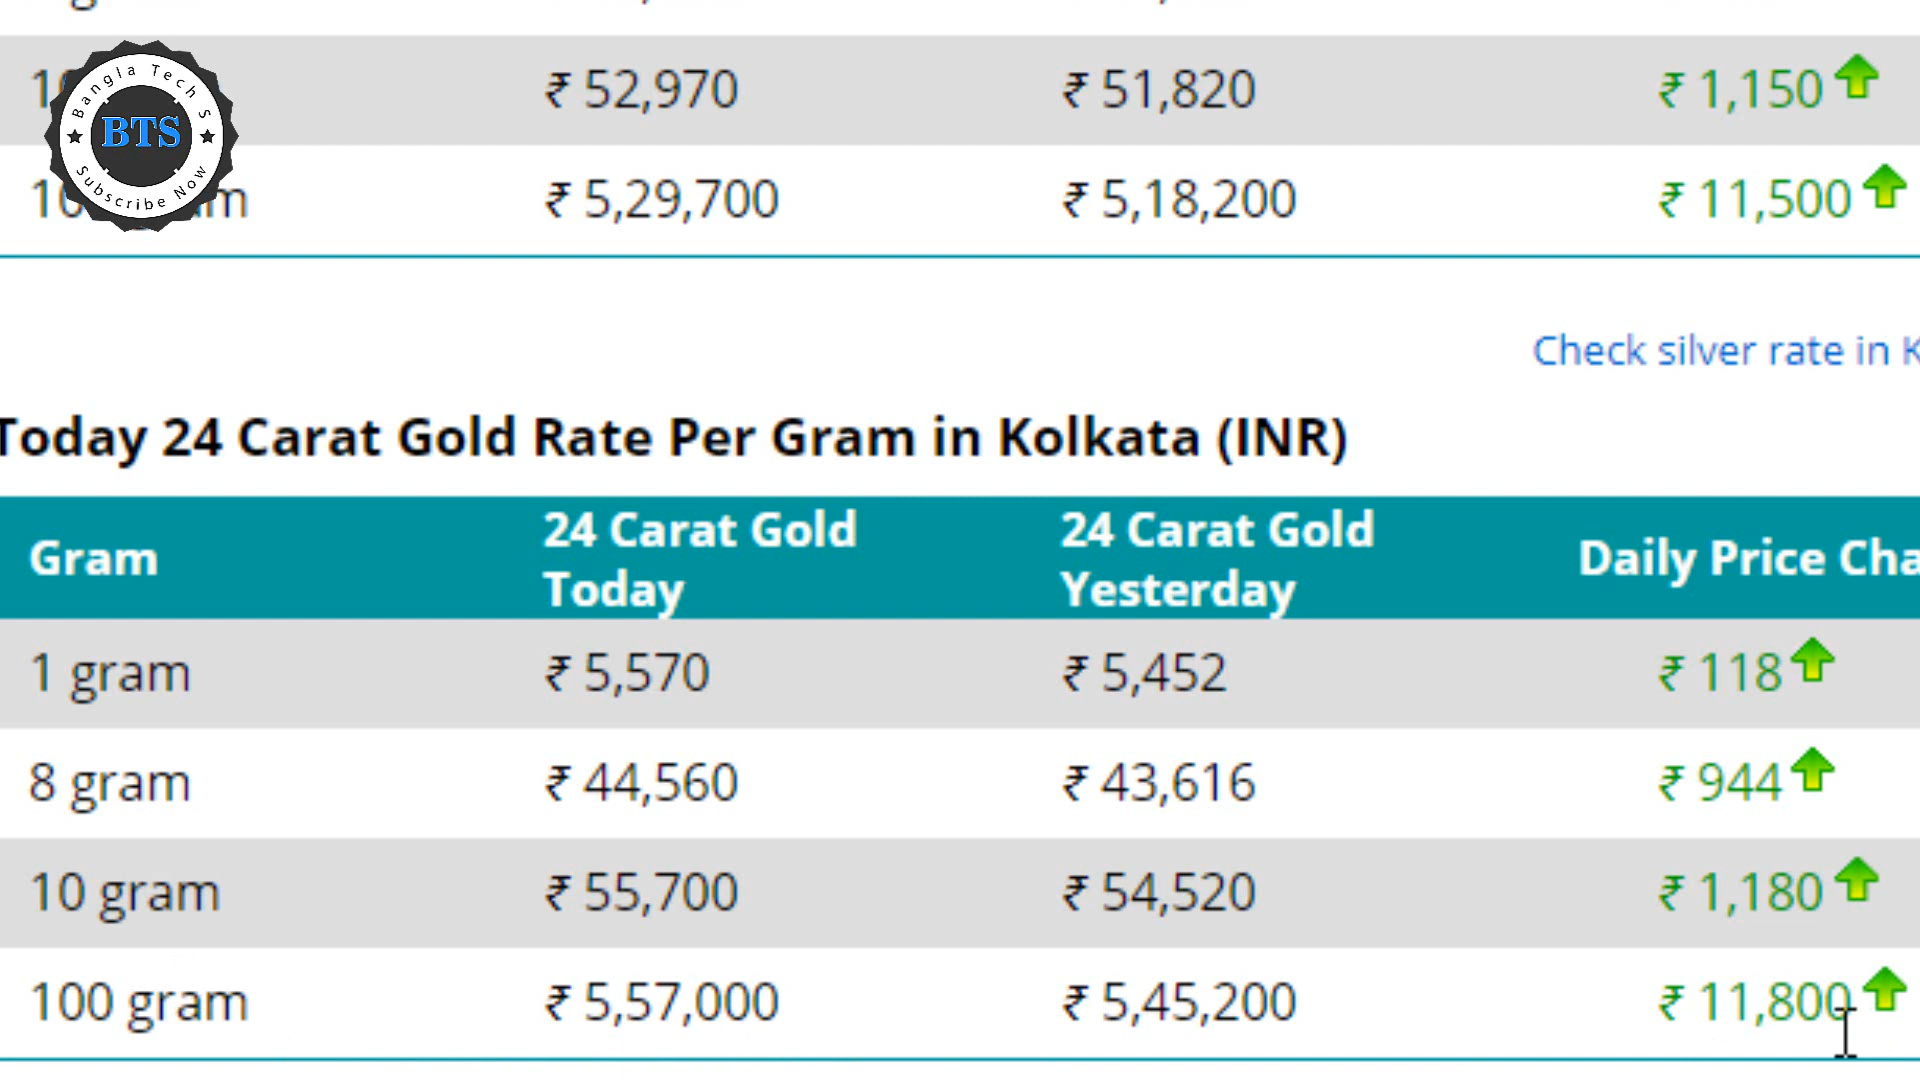 ₹ 52,970 ₹ 51,820 ₹ 1,150
₹ 5,29,700 ₹ 5,18,200 ₹ 11,500
Bangla Tech S
BTS
Subscribe Now
Check silver rate in
Today 24 Carat Gold Rate Per Gram in Kolkata (INR)
Gram 24 Carat Gold Today 24 Carat Gold Yesterday Daily Price
1 gram ₹ 5,570 ₹ 5,452 ₹ 118
8 gram ₹ 44,560 ₹ 43,616 ₹ 944
10 gram ₹ 55,700 ₹ 54,520 ₹ 1,180
100 gram ₹ 5,57,000 ₹ 5,45,200 ₹ 11,800